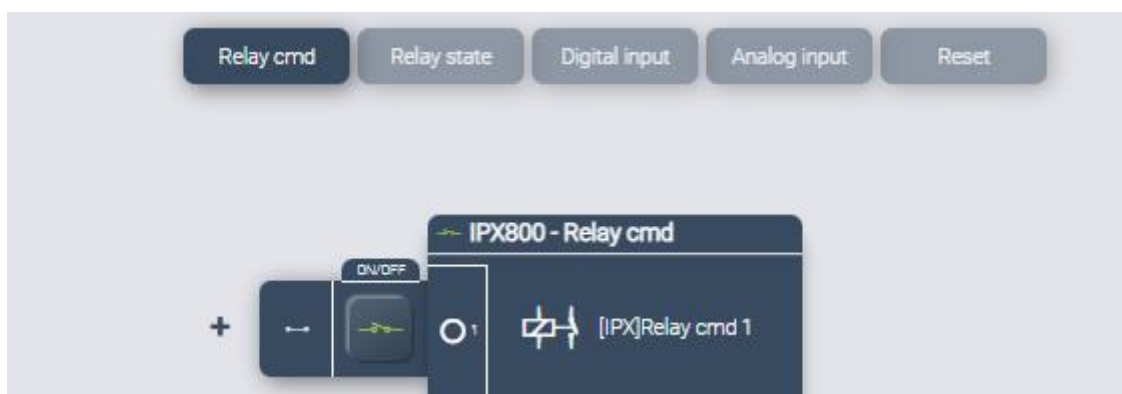 Relay cmd Relay state Digital input Analog input Reset
IPX800 - Relay cmd
ON/OFF
+ 1 [IPX]Relay cmd 1